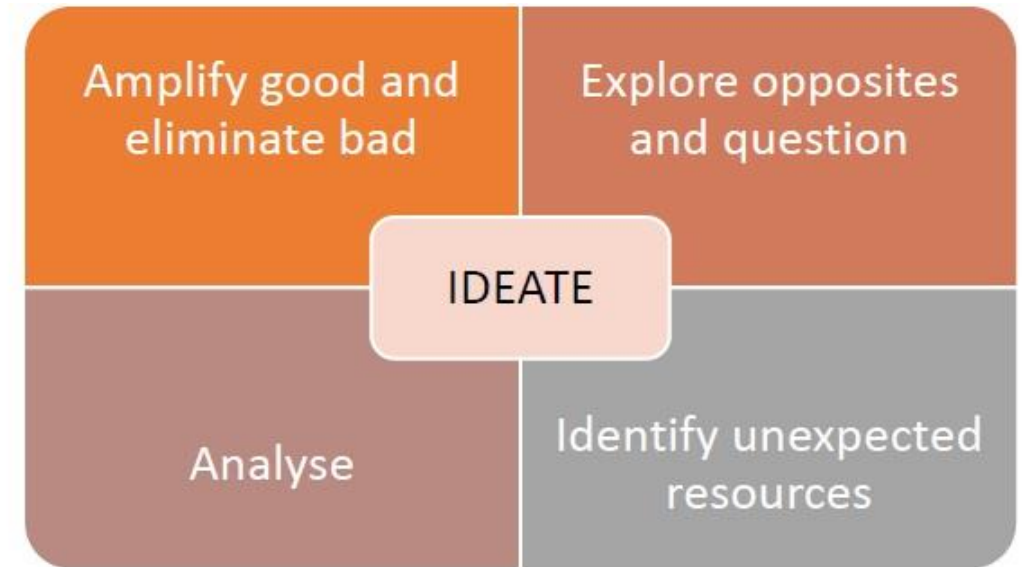 Amplify good and
eliminate bad
Explore opposites
and question
IDEATE
Analyse
Identify unexpected
resources